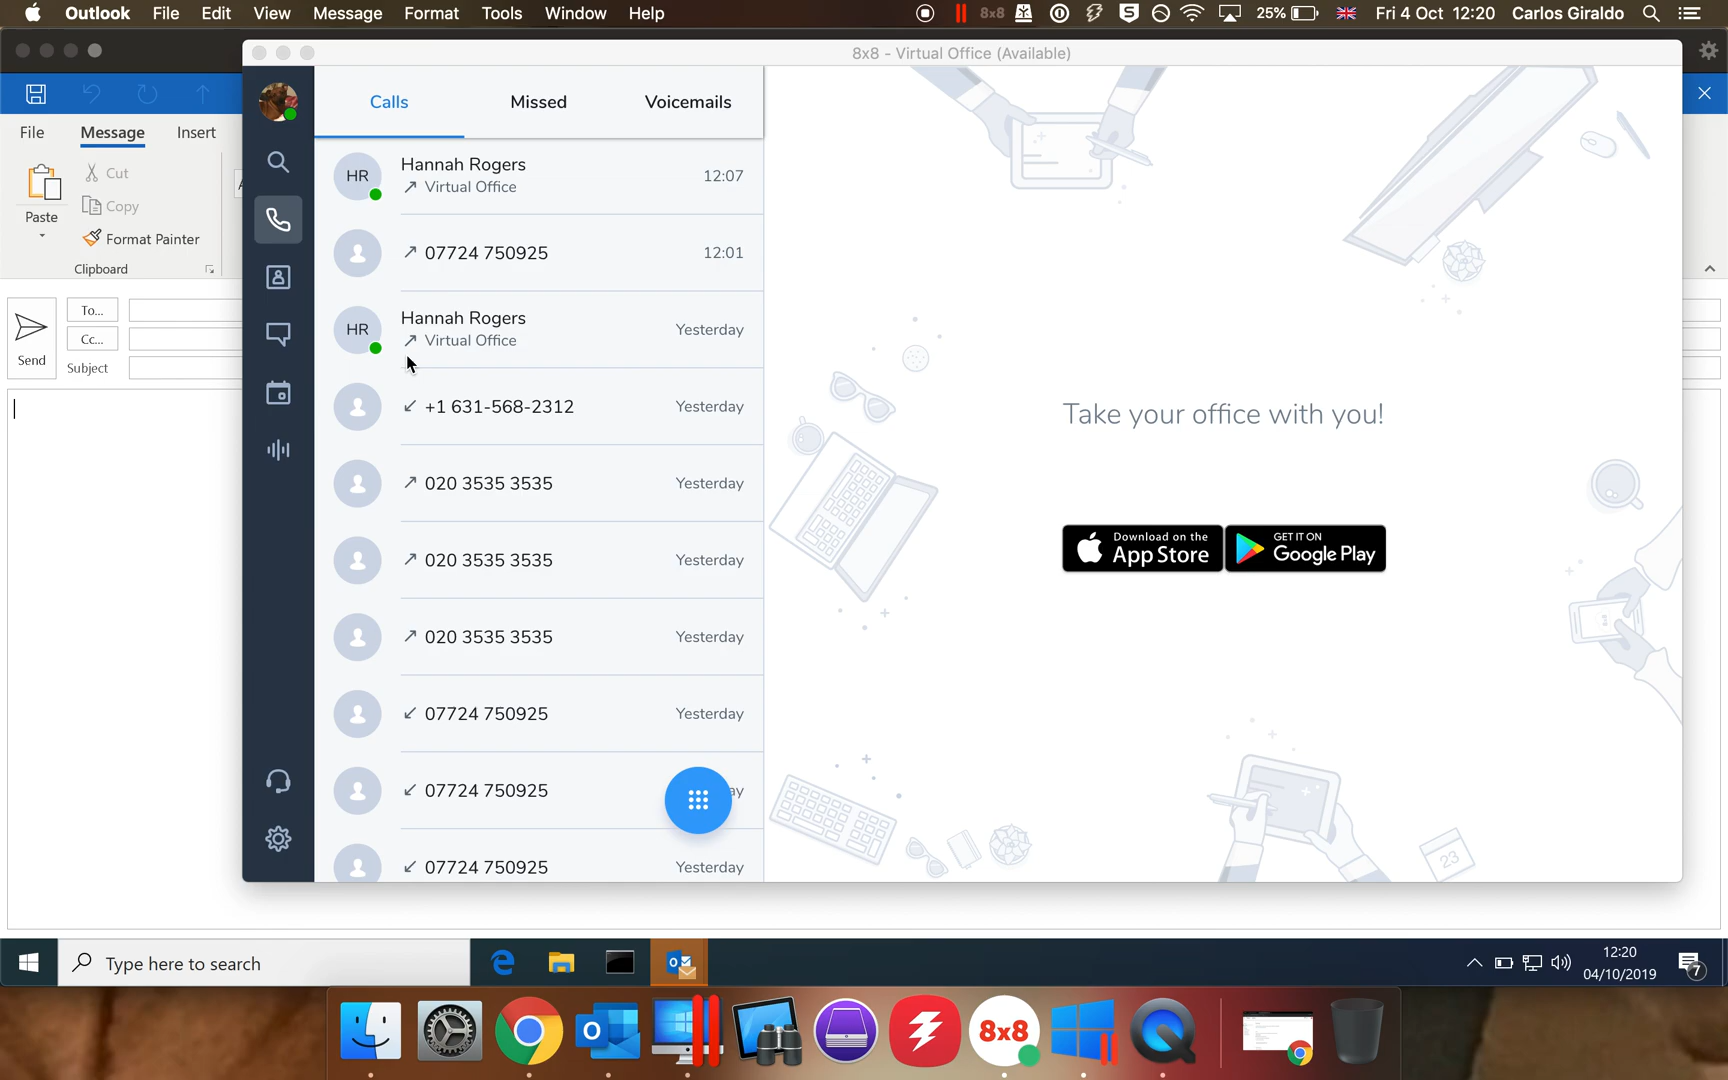 Outlook File Edit View Message Format Tools Window Help 8x8 25% Fri 4 Oct 12:20 Carlos Giraldo
8x8 - Virtual Office (Available)
File Message Insert
Paste
Cut
Copy
Format Painter
Clipboard
Send
To...
Cc...
Subject
Calls Missed Voicemails
HR Hannah Rogers 12:07
Virtual Office
07724 750925 12:01
HR Hannah Rogers Yesterday
Virtual Office
+1 631-568-2312 Yesterday
020 3535 3535 Yesterday
020 3535 3535 Yesterday
020 3535 3535 Yesterday
07724 750925 Yesterday
07724 750925 ay
07724 750925 Yesterday
Take your office with you!
Download on the
App Store
GET IT ON
Google Play
23
Type here to search
12:20
04/10/2019
7
8x8